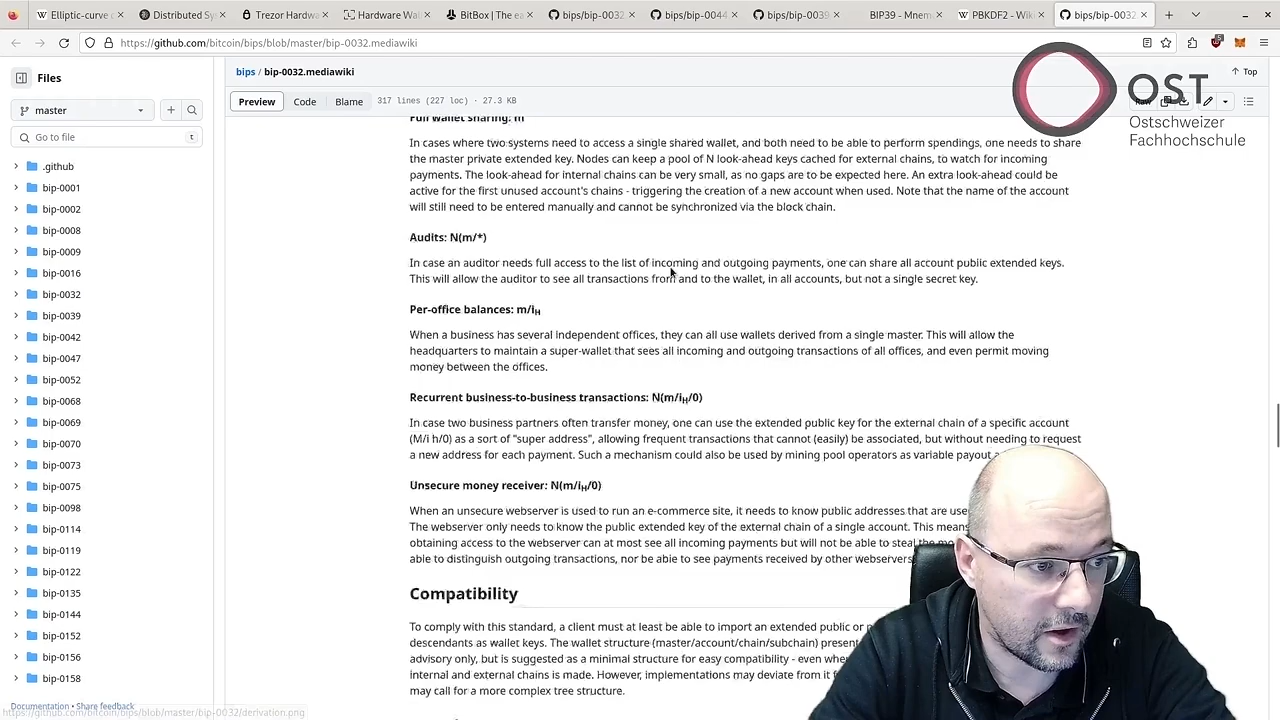 Elliptic-curve c
Distributed Sy
Trezor Hardw
Hardware Wal
BitBox | The ea
bips/bip-0032
bips/bip-0044
bips/bip-0039
BIP39 - Mnem
PBKDF2 - Wiki
bips/bip-0032
https://github.com/bitcoin/bips/blob/master/bip-0032.mediawiki
Files
bips / bip-0032.mediawiki
Top
master
Preview
Code
Blame
317 lines (227 loc) · 27.3 KB
Go to file
t
OST
Ostschweizer
Fachhochschule
.github
bip-0001
bip-0002
bip-0008
bip-0009
bip-0016
bip-0032
bip-0039
bip-0042
bip-0047
bip-0052
bip-0068
bip-0069
bip-0070
bip-0073
bip-0075
bip-0098
bip-0114
bip-0119
bip-0122
bip-0135
bip-0144
bip-0152
bip-0156
bip-0158
Documentation • Share feedback
https://github.com/bitcoin/bips/blob/master/bip-0032/derivation.png
Full wallet sharing: m
In cases where two systems need to access a single shared wallet, and both need to be able to perform spendings, one needs to share
the master private extended key. Nodes can keep a pool of N look-ahead keys cached for external chains, to watch for incoming
payments. The look-ahead for internal chains can be very small, as no gaps are to be expected here. An extra look-ahead could be
active for the first unused account's chains - triggering the creation of a new account when used. Note that the name of the account
will still need to be entered manually and cannot be synchronized via the block chain.
Audits: N(m/*)
In case an auditor needs full access to the list of incoming and outgoing payments, one can share all account public extended keys.
This will allow the auditor to see all transactions from and to the wallet, in all accounts, but not a single secret key.
Per-office balances: m/iH
When a business has several independent offices, they can all use wallets derived from a single master. This will allow the
headquarters to maintain a super-wallet that sees all incoming and outgoing transactions of all offices, and even permit moving
money between the offices.
Recurrent business-to-business transactions: N(m/iH/0)
In case two business partners often transfer money, one can use the extended public key for the external chain of a specific account
(M/i h/0) as a sort of "super address", allowing frequent transactions that cannot (easily) be associated, but without needing to request
a new address for each payment. Such a mechanism could also be used by mining pool operators as variable payout
Unsecure money receiver: N(m/iH/0)
When an unsecure webserver is used to run an e-commerce site, it needs to know public addresses that are use
The webserver only needs to know the public extended key of the external chain of a single account. This means
obtaining access to the webserver can at most see all incoming payments but will not be able to steal the mo
able to distinguish outgoing transactions, nor be able to see payments received by other webservers
Compatibility
To comply with this standard, a client must at least be able to import an extended public or
descendants as wallet keys. The wallet structure (master/account/chain/subchain) present
advisory only, but is suggested as a minimal structure for easy compatibility - even whe
internal and external chains is made. However, implementations may deviate from it f
may call for a more complex tree structure.